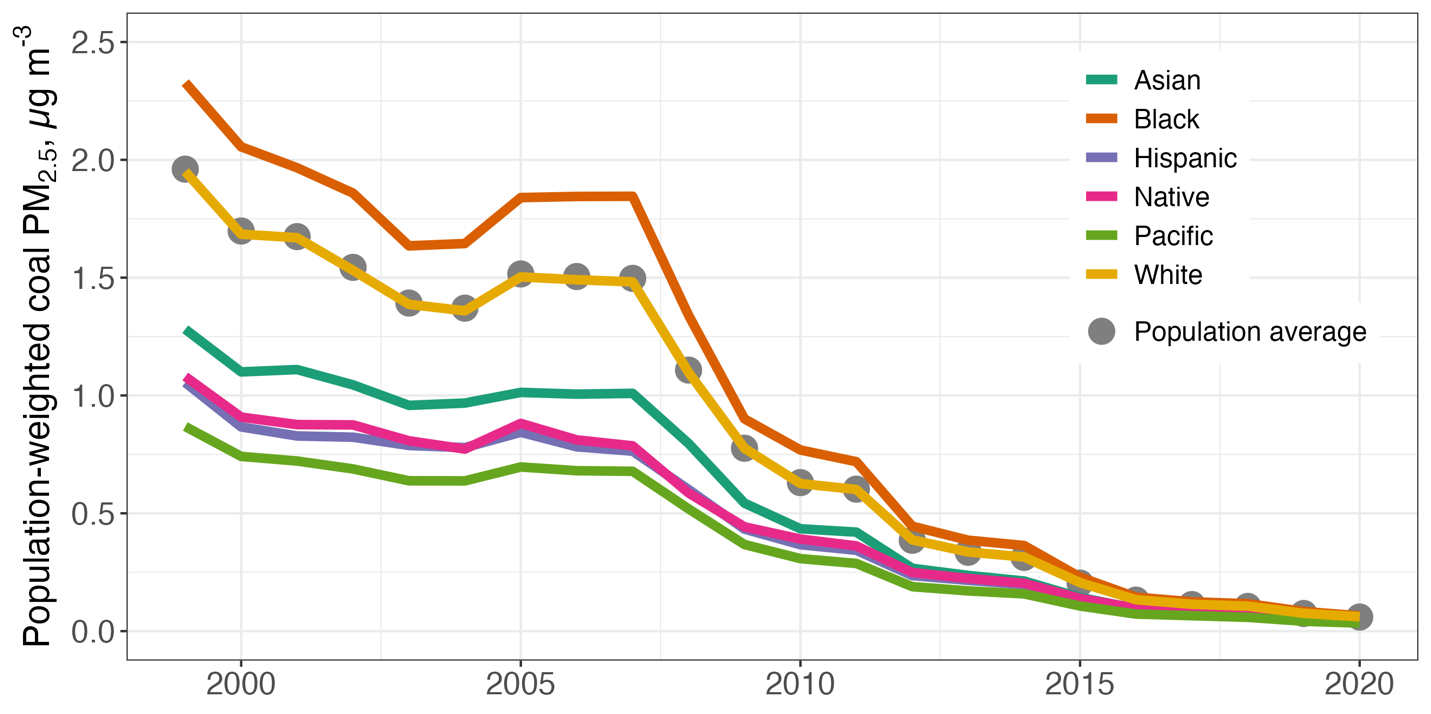 Population-weighted coal PM2.5, µg m-3
2.5
2.0
1.5
1.0
0.5
0.0
2000
2005
2010
2015
2020
Asian
Black
Hispanic
Native
Pacific
White
Population average